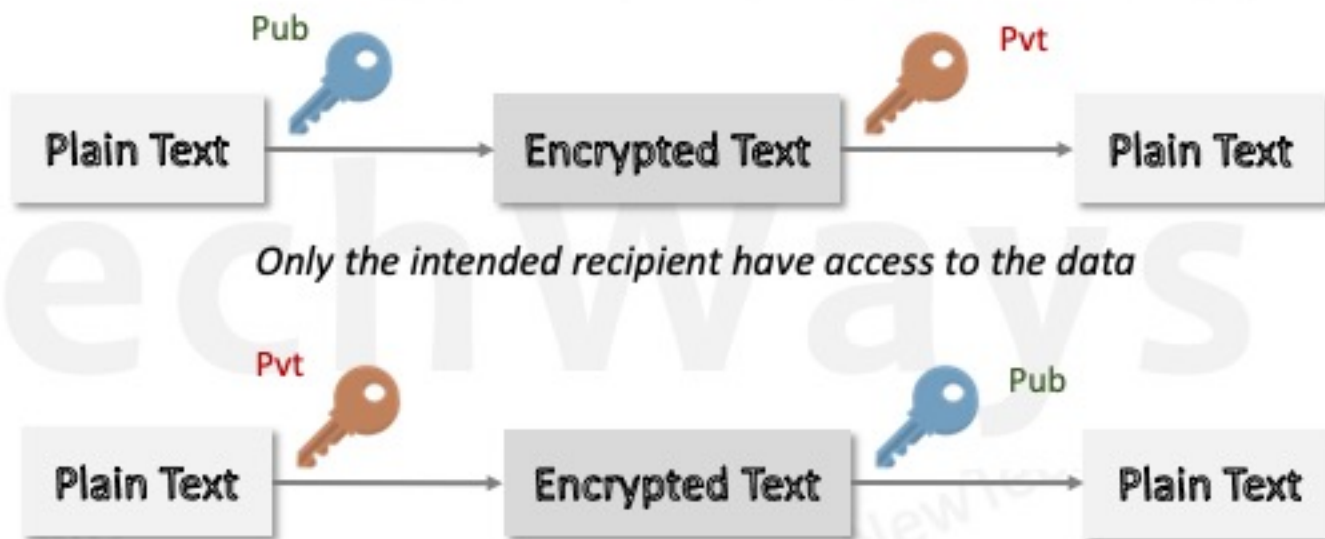 Pub
Pvt
Plain Text
Encrypted Text
Plain Text
Only the intended recipient have access to the data
Pvt
Pub
Plain Text
Encrypted Text
Plain Text
echWays